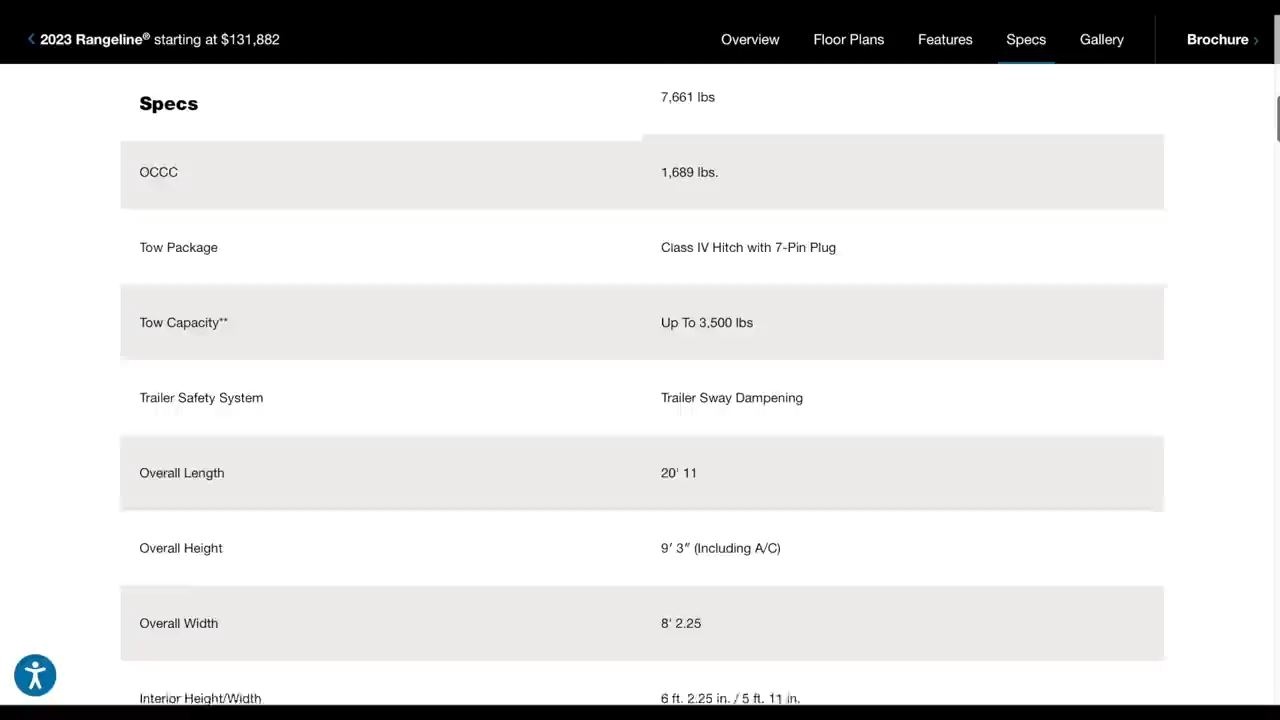 2023 Rangeline® starting at $131,882 Overview Floor Plans Features Specs Gallery Brochure
Specs 7,661 lbs
OCCC 1,689 lbs.
Tow Package Class IV Hitch with 7-Pin Plug
Tow Capacity** Up To 3,500 lbs
Trailer Safety System Trailer Sway Dampening
Overall Length 20' 11
Overall Height 9′ 3″ (Including A/C)
Overall Width 8' 2.25
Interior Height/Width 6 ft. 2.25 in. / 5 ft. 11 in.